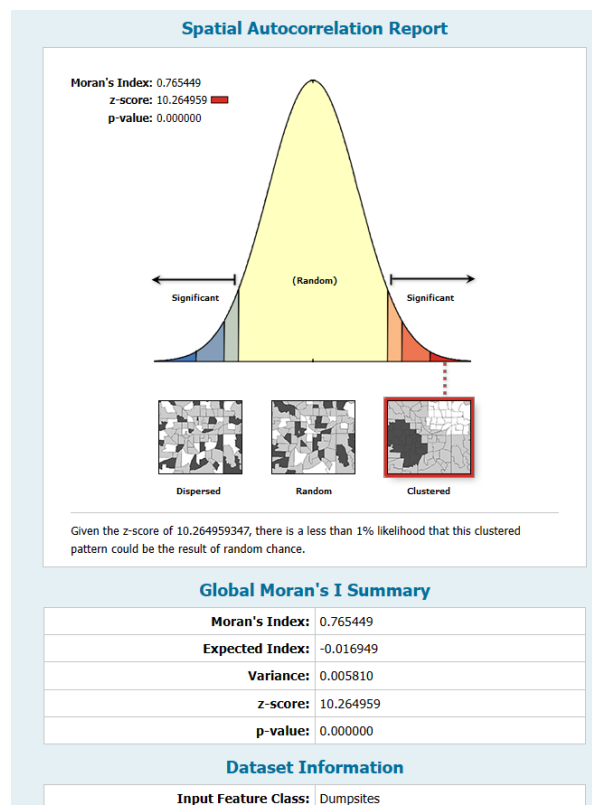 Spatial Autocorrelation Report
Moran's Index: 0.765449
z-score: 10.264959
p-value: 0.000000
(Random)
Significant
Significant
Dispersed
Random
Clustered
Given the z-score of 10.264959347, there is a less than 1% likelihood that this clustered
pattern could be the result of random chance.
Global Moran's I Summary
Moran's Index: 0.765449
Expected Index: -0.016949
Variance: 0.005810
z-score: 10.264959
p-value: 0.000000
Dataset Information
Input Feature Class: Dumpsites